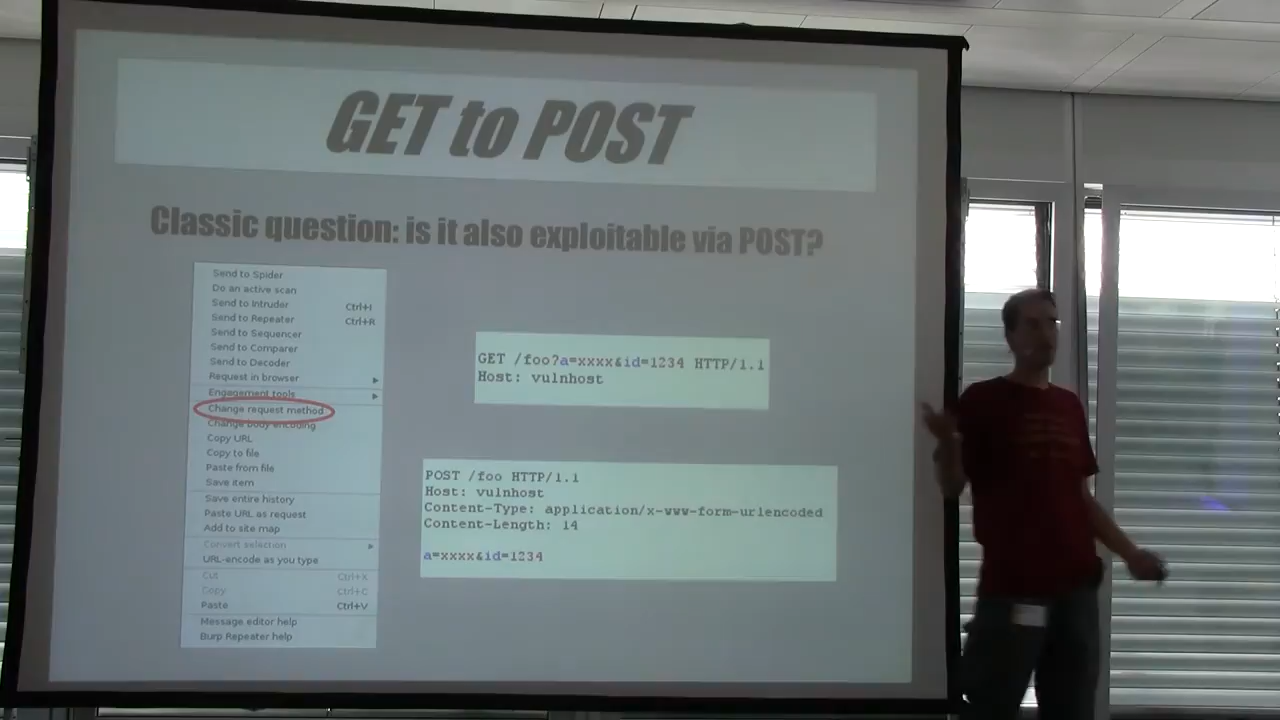 GET to POST
Classic question: is it also exploitable via POST?
Send to Spider
Do an active scan
Send to Intruder Ctrl+I
Send to Repeater Ctrl+R
Send to Sequencer
Send to Comparer
Send to Decoder
Request in browser
Engagement tools
Change request method
Change body encoding
Copy URL
Copy to file
Paste from file
Save item
Save entire history
Paste URL as request
Add to site map
Convert selection
URL-encode as you type
Cut Ctrl+X
Copy Ctrl+C
Paste Ctrl+V
Message editor help
Burp Repeater help
GET /foo?a=xxxx&id=1234 HTTP/1.1
Host: vulnhost
POST /foo HTTP/1.1
Host: vulnhost
Content-Type: application/x-www-form-urlencoded
Content-Length: 14
a=xxxx&id=1234